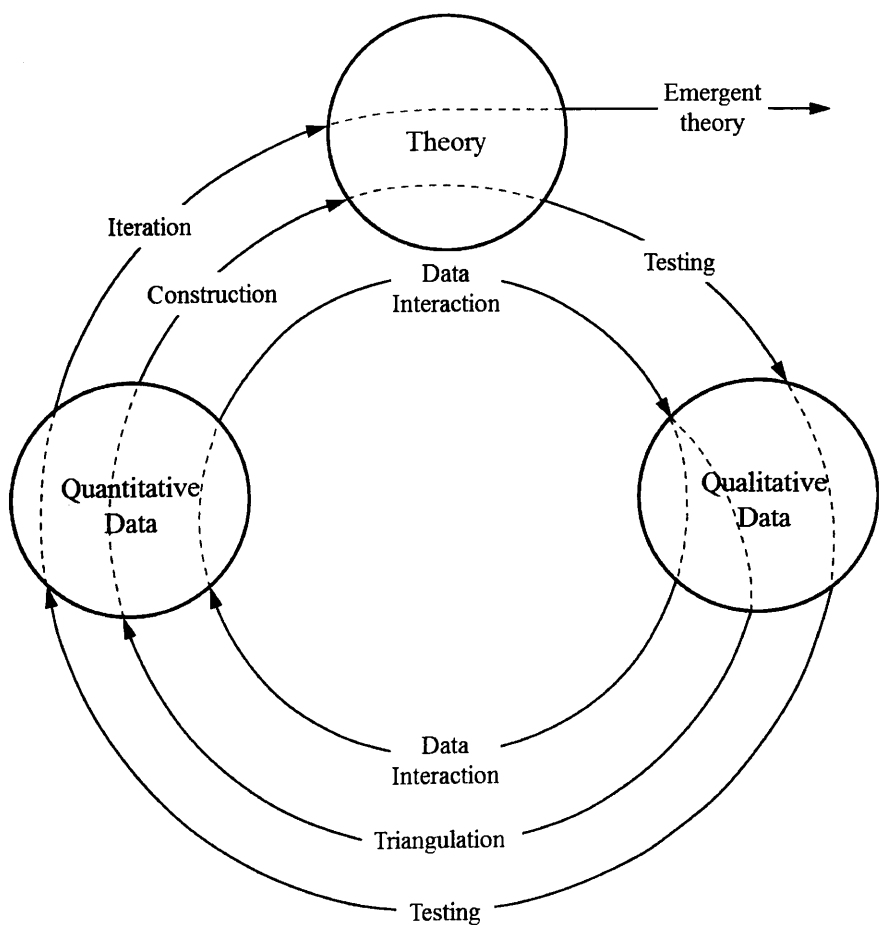 Emergent
theory
Theory
Iteration
Testing
Data
Interaction
Construction
Quantitative
Data
Qualitative
Data
Data
Interaction
Triangulation
Testing